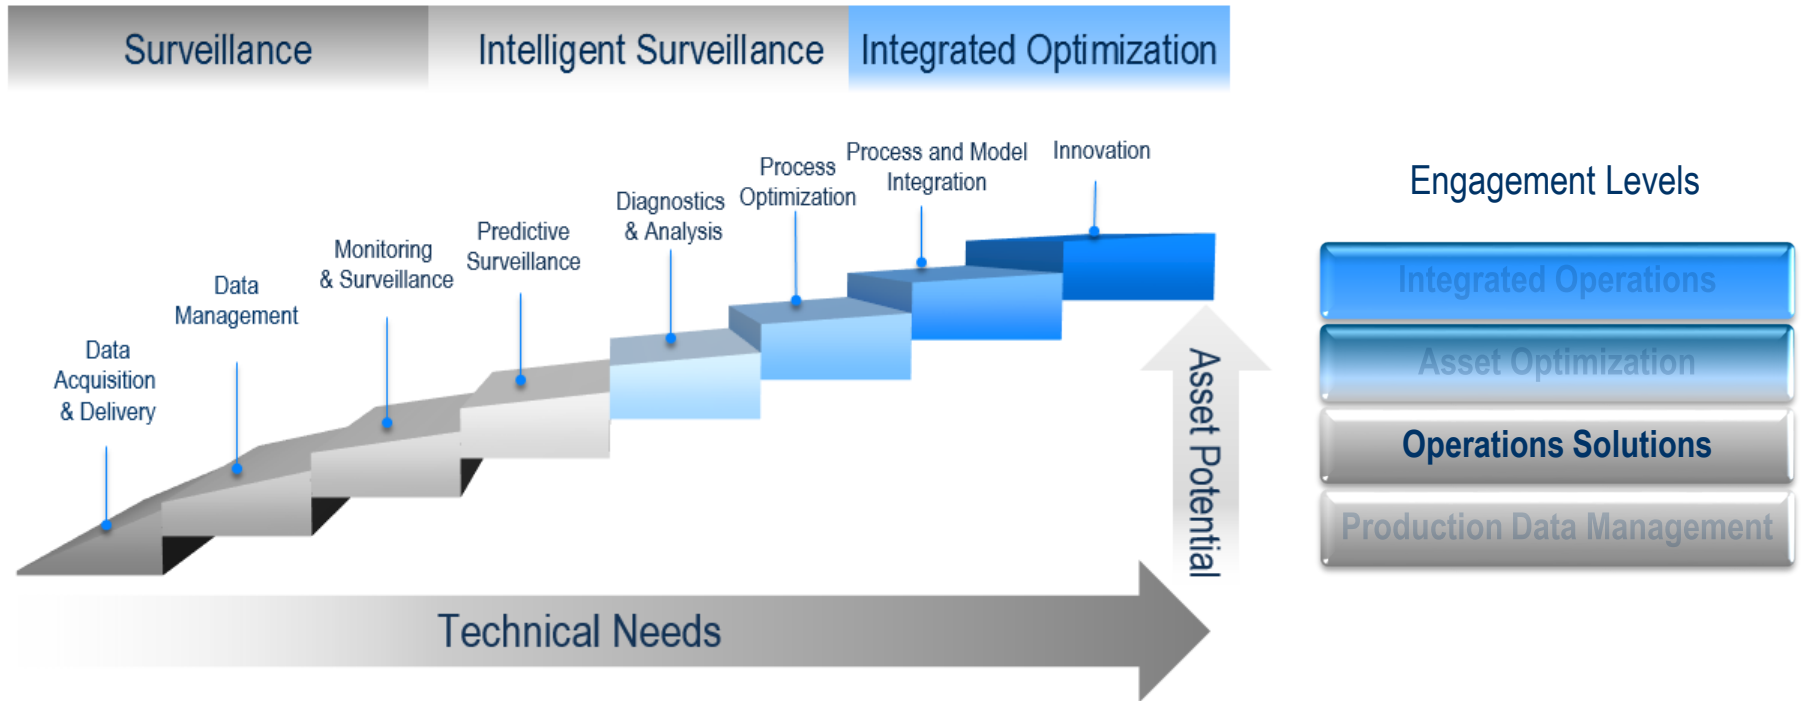 Surveillance
Intelligent Surveillance
Integrated Optimization
Data
Acquisition
& Delivery
Data
Management
Monitoring
& Surveillance
Predictive
Surveillance
Diagnostics
& Analysis
Process
Optimization
Process and Model
Integration
Innovation
Asset Potential
Technical Needs
Engagement Levels
Integrated Operations
Asset Optimization
Operations Solutions
Production Data Management